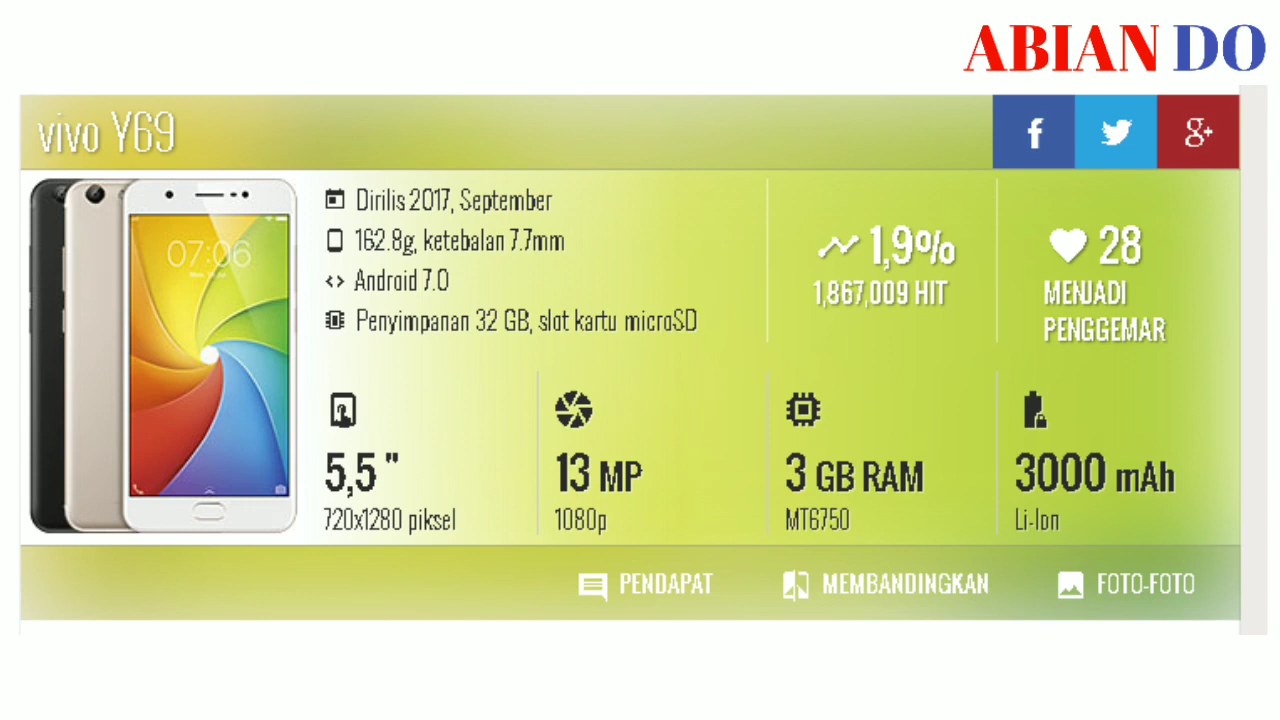 ABIAN DO
vivo Y69
f
g+
Dirilis 2017, September
162.8g, ketebalan 7.7mm
Android 7.0
Penyimpanan 32 GB, slot kartu microSD
1,9%
1,867,009 HIT
28
MENJADI
PENGGEMAR
07:06
5,5 "
720x1280 piksel
13 MP
1080p
3 GB RAM
MT6750
3000 mAh
Li-Ion
PENDAPAT
MEMBANDINGKAN
FOTO-FOTO